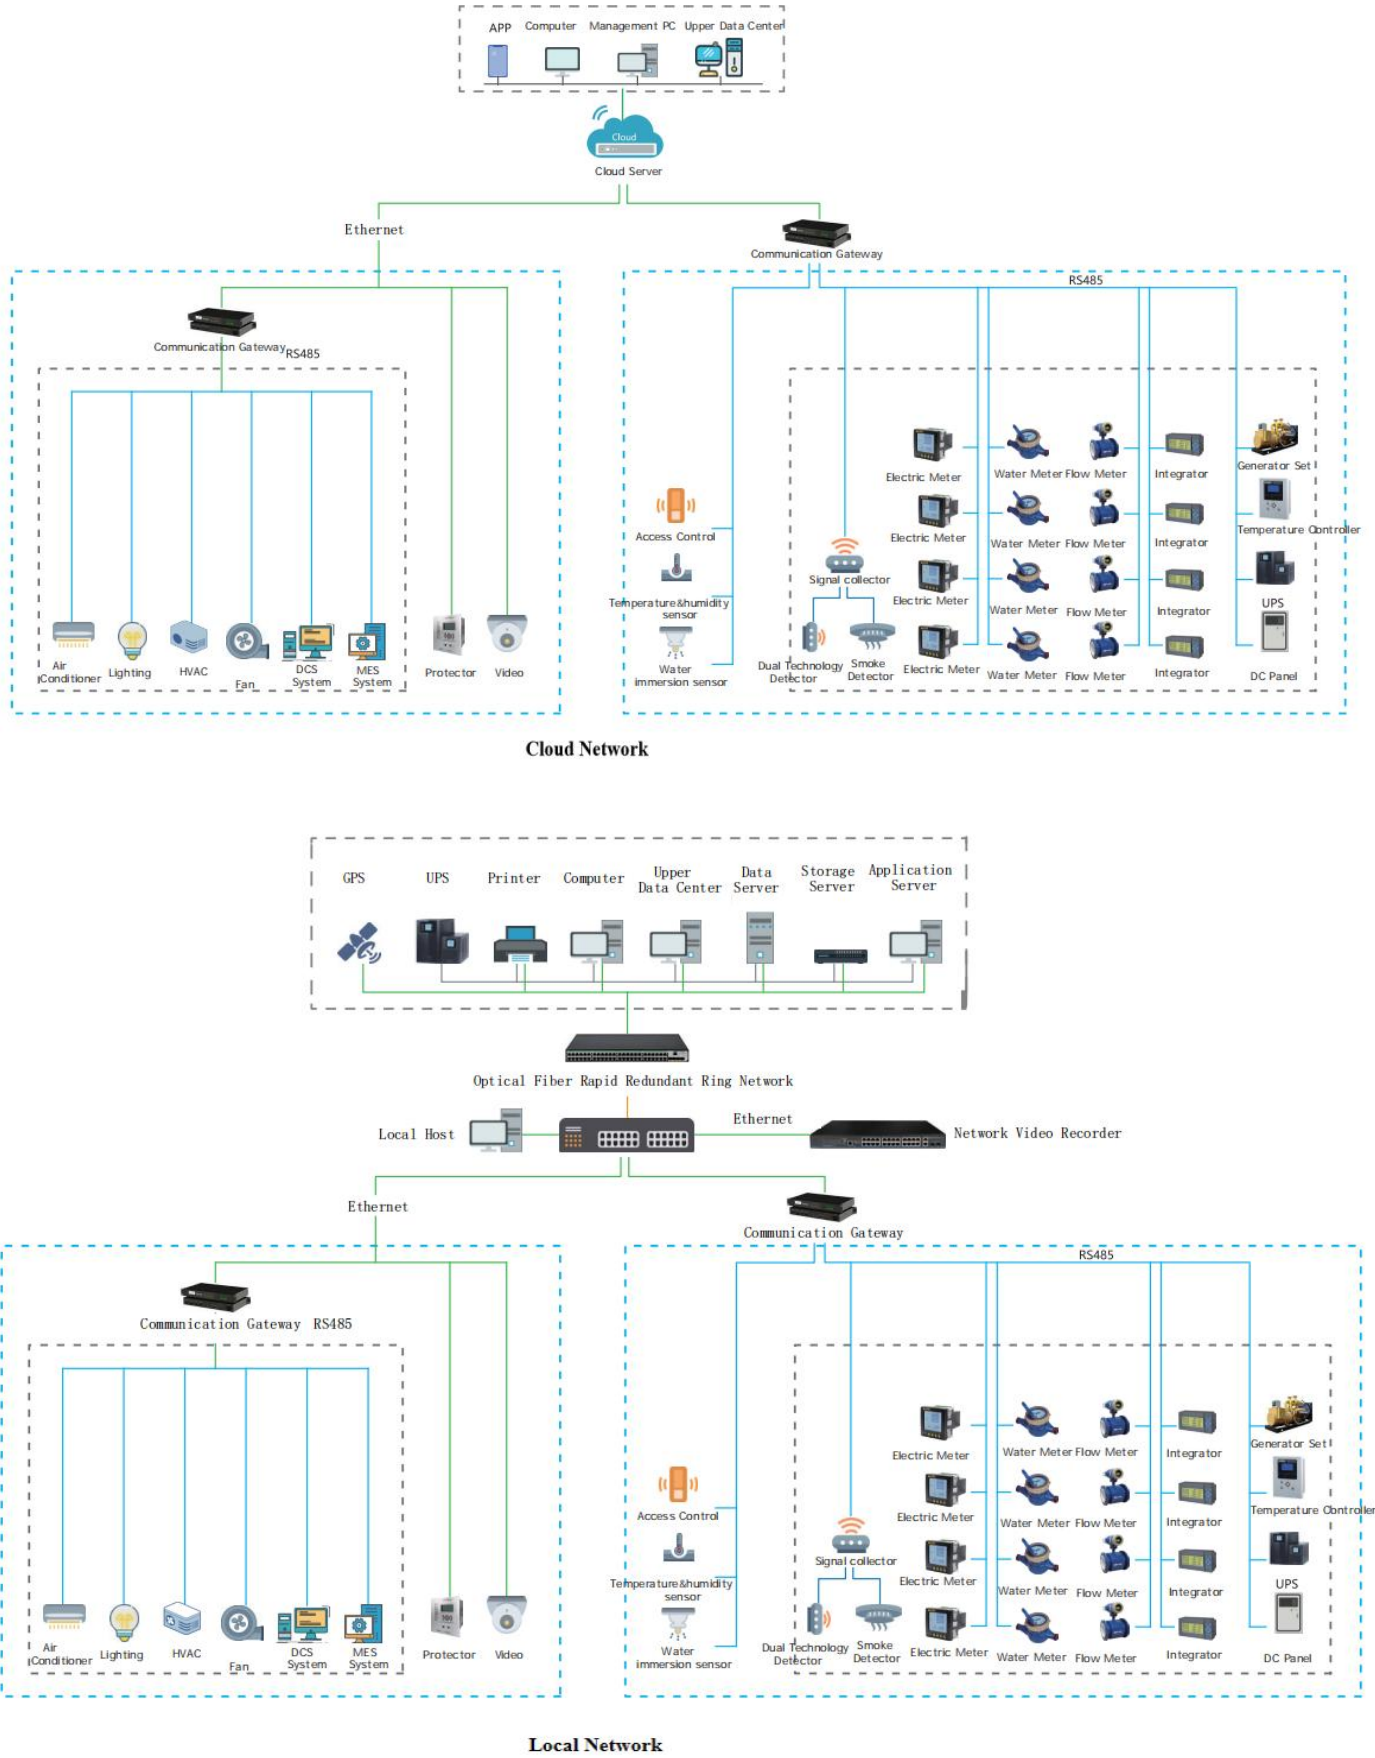 APP Computer Management PC Upper Data Center
Cloud
Cloud Server
Ethernet
Communication Gateway
RS485
Communication Gateway RS485
Electric Meter Water Meter Flow Meter Integrator Generator Set
Access Control Electric Meter Water Meter Flow Meter Integrator Temperature Controller
Signal collector
Temperature&humidity
sensor
Electric Meter Water Meter Flow Meter Integrator UPS
Air
Conditioner Lighting HVAC Fan
DCS
System
MES
System
Protector Video
Water
immersion sensor
Dual Technology
Detector
Smoke
Detector
Electric Meter Water Meter Flow Meter Integrator DC Panel
Cloud Network
GPS UPS Printer Computer
Upper
Data Center
Data
Server
Storage
Server
Application
Server
Optical Fiber Rapid Redundant Ring Network
Local Host Ethernet Network Video Recorder
Ethernet
Communication Gateway
RS485
Communication Gateway RS485
Electric Meter Water Meter Flow Meter Integrator Generator Set
Access Control Electric Meter Water Meter Flow Meter Integrator Temperature Controller
Signal collector
Temperature&humidity
sensor
Electric Meter Water Meter Flow Meter Integrator UPS
Air
Conditioner Lighting HVAC Fan
DCS
System
MES
System
Protector Video
Water
immersion sensor
Dual Technology
Detector
Smoke
Detector
Electric Meter Water Meter Flow Meter Integrator DC Panel
Local Network